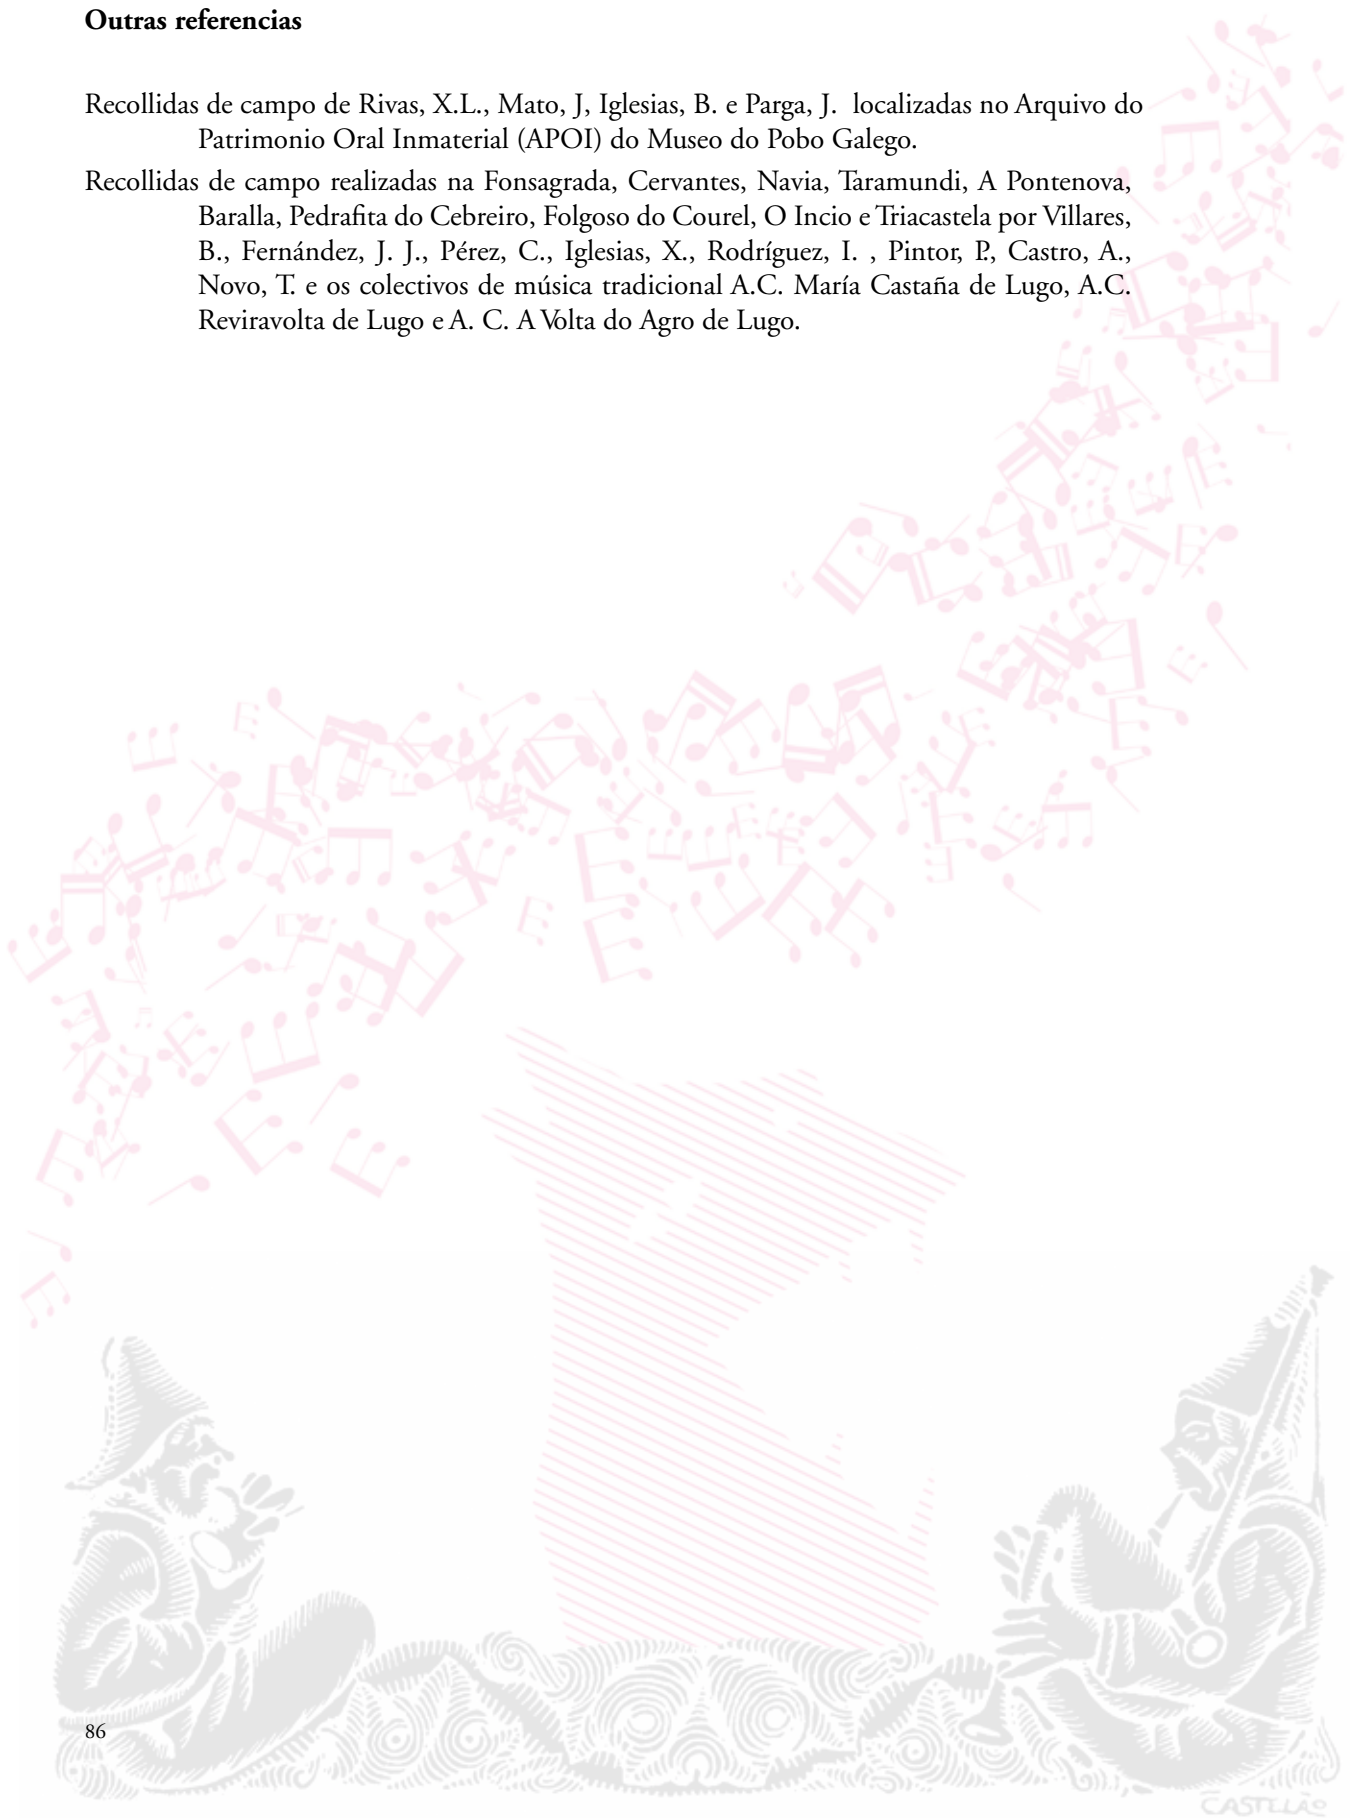 Outras referencias
Recollidas de campo de Rivas, X.L., Mato, J, Iglesias, B. e Parga, J. localizadas no Arquivo do
Patrimonio Oral Inmaterial (APOI) do Museo do Pobo Galego.
Recollidas de campo realizadas na Fonsagrada, Cervantes, Navia, Taramundi, A Pontenova,
Baralla, Pedrafita do Cebreiro, Folgoso do Courel, O Incio e Triacastela por Villares,
B., Fernández, J. J., Pérez, C., Iglesias, X., Rodríguez, I. , Pintor, P., Castro, A.,
Novo, T. e os colectivos de música tradicional A.C. María Castaña de Lugo, A.C.
Reviravolta de Lugo e A. C. A Volta do Agro de Lugo.
86
CASTELAO